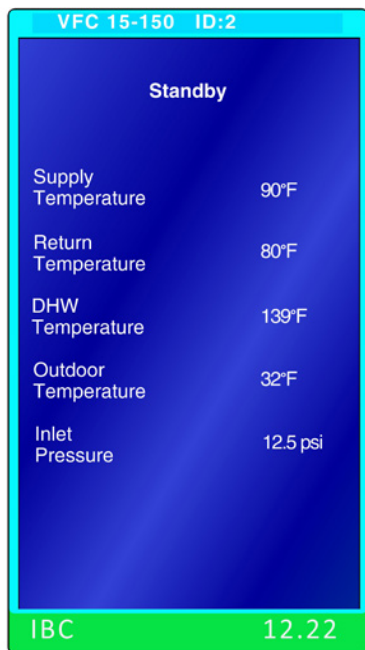 VFC 15-150 ID:2
Standby
Supply
Temperature 90°F
Return
Temperature 80°F
DHW
Temperature 139°F
Outdoor
Temperature 32°F
Inlet
Pressure 12.5 psi
IBC 12.22